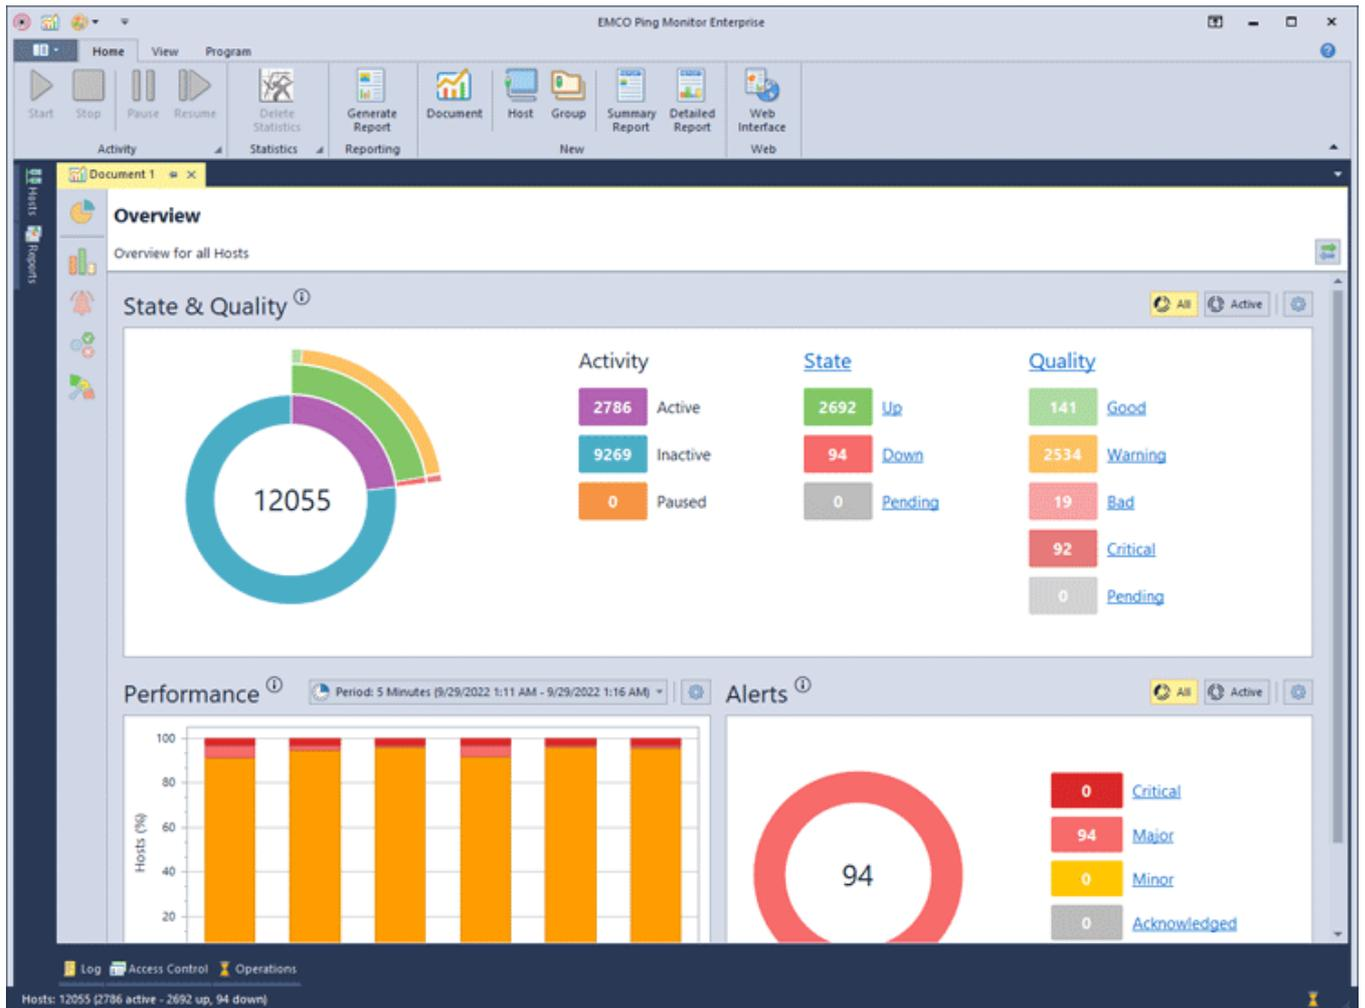 EMCO Ping Monitor Enterprise
Home View Program
Start Stop Pause Resume Delete Statistics Generate Report Document Host Group Summary Report Detailed Report Web Interface
Activity Statistics Reporting New Web
Hosts
Reports
Document 1
Overview
Overview for all Hosts
State & Quality
All Active
12055
Activity State Quality
2786 Active 2692 Up 141 Good
9269 Inactive 94 Down 2534 Warning
0 Paused 0 Pending 19 Bad
92 Critical
0 Pending
Performance Period: 5 Minutes (9/29/2022 1:11 AM - 9/29/2022 1:16 AM)
Alerts All Active
Hosts (%)
100
80
60
40
20
94
0 Critical
94 Major
0 Minor
0 Acknowledged
Log Access Control Operations
Hosts: 12055 (2786 active - 2692 up, 94 down)